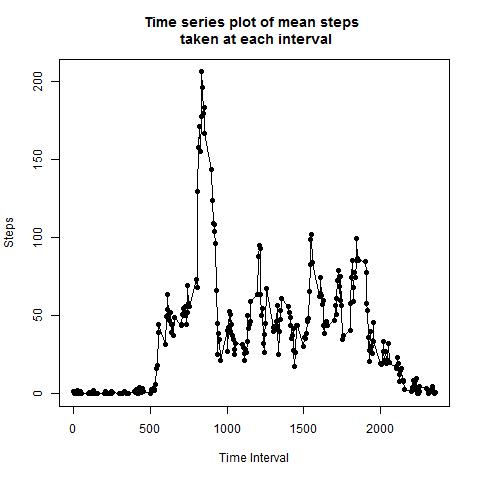 Time series plot of mean steps
taken at each interval
200
150
100
50
0
Steps
0 500 1000 1500 2000
Time Interval